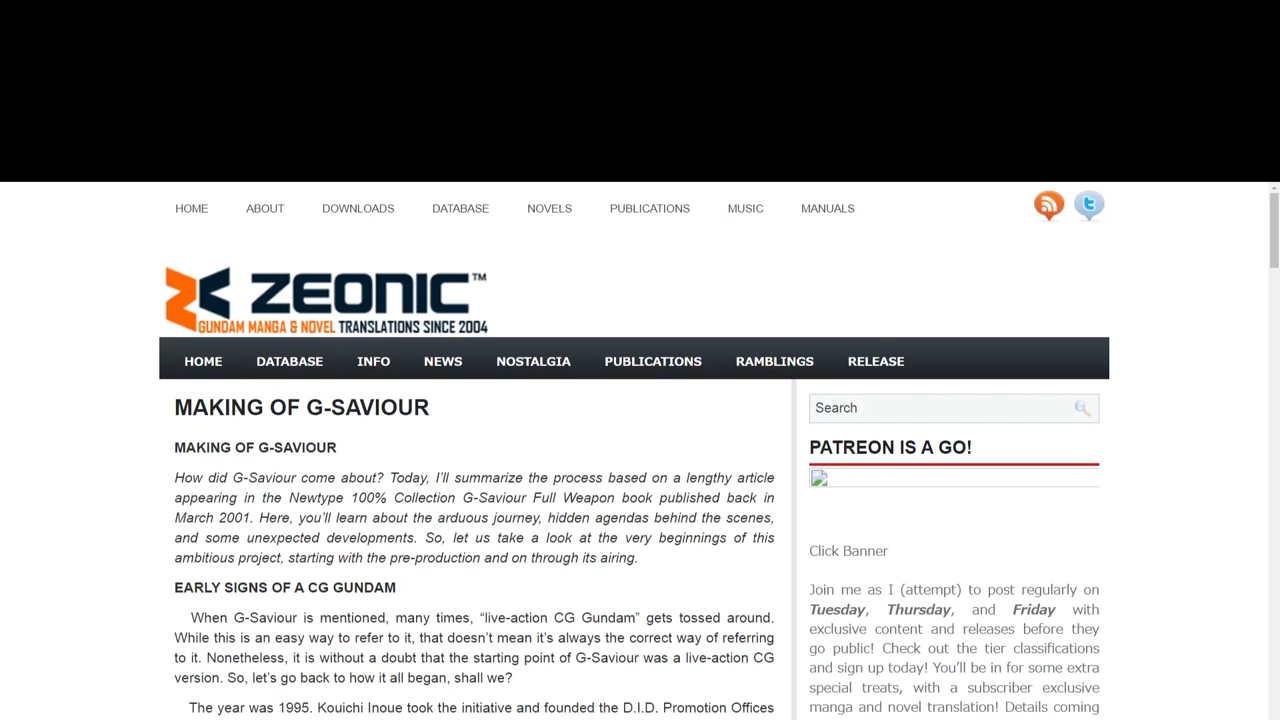 HOME ABOUT DOWNLOADS DATABASE NOVELS PUBLICATIONS MUSIC MANUALS
ZEONIC™
GUNDAM MANGA & NOVEL TRANSLATIONS SINCE 2004
HOME DATABASE INFO NEWS NOSTALGIA PUBLICATIONS RAMBLINGS RELEASE
MAKING OF G-SAVIOUR
MAKING OF G-SAVIOUR
How did G-Saviour come about? Today, I’ll summarize the process based on a lengthy article
appearing in the Newtype 100% Collection G-Saviour Full Weapon book published back in
March 2001. Here, you’ll learn about the arduous journey, hidden agendas behind the scenes,
and some unexpected developments. So, let us take a look at the very beginnings of this
ambitious project, starting with the pre-production and on through its airing.
EARLY SIGNS OF A CG GUNDAM
When G-Saviour is mentioned, many times, “live-action CG Gundam” gets tossed around.
While this is an easy way to refer to it, that doesn’t mean it’s always the correct way of referring
to it. Nonetheless, it is without a doubt that the starting point of G-Saviour was a live-action CG
version. So, let’s go back to how it all began, shall we?
The year was 1995. Kouichi Inoue took the initiative and founded the D.I.D. Promotion Offices
Search
PATREON IS A GO!
Click Banner
Join me as I (attempt) to post regularly on
Tuesday, Thursday, and Friday with
exclusive content and releases before they
go public! Check out the tier classifications
and sign up today! You’ll be in for some extra
special treats, with a subscriber exclusive
manga and novel translation! Details coming